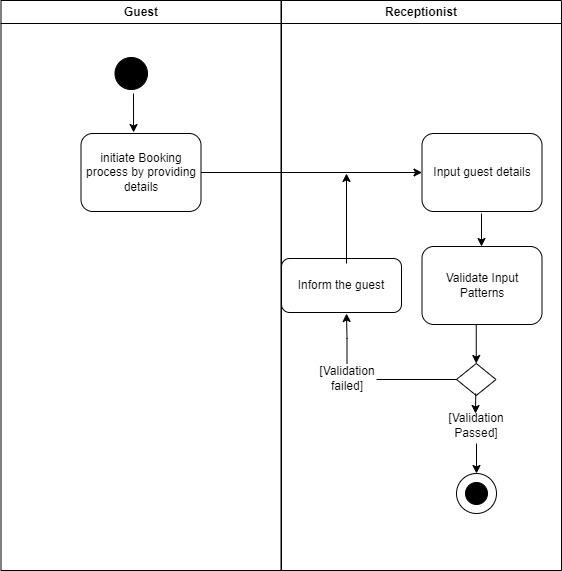 Guest
Receptionist
initiate Booking
process by providing
details
Input guest details
Validate Input
Patterns
Inform the guest
[Validation
failed]
[Validation
Passed]